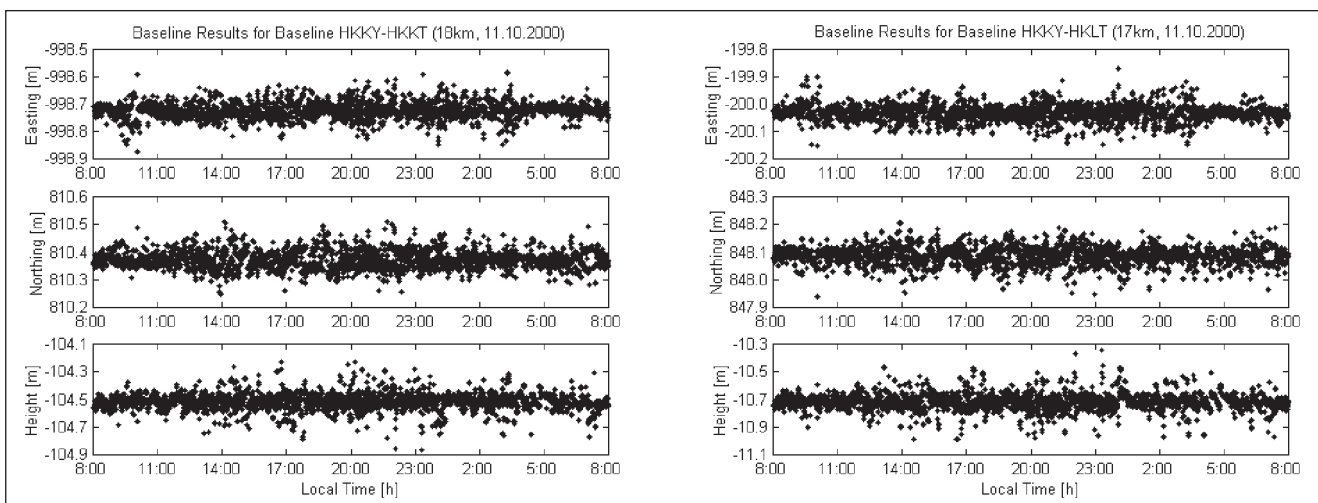 Baseline Results for Baseline HKKY-HKKT (18km, 11.10.2000)
Easting [m]
-998.5
-998.6
-998.7
-998.8
-998.9
8:00 11:00 14:00 17:00 20:00 23:00 2:00 5:00 8:00
Northing [m]
810.6
810.5
810.4
810.3
810.2
8:00 11:00 14:00 17:00 20:00 23:00 2:00 5:00 8:00
Height [m]
-104.1
-104.3
-104.5
-104.7
-104.9
8:00 11:00 14:00 17:00 20:00 23:00 2:00 5:00 8:00
Local Time [h]
Baseline Results for Baseline HKKY-HKLT (17km, 11.10.2000)
Easting [m]
-199.8
-199.9
-200.0
-200.1
-200.2
8:00 11:00 14:00 17:00 20:00 23:00 2:00 5:00 8:00
Northing [m]
848.3
848.2
848.1
848.0
847.9
8:00 11:00 14:00 17:00 20:00 23:00 2:00 5:00 8:00
Height [m]
-10.3
-10.5
-10.7
-10.9
-11.1
8:00 11:00 14:00 17:00 20:00 23:00 2:00 5:00 8:00
Local Time [h]